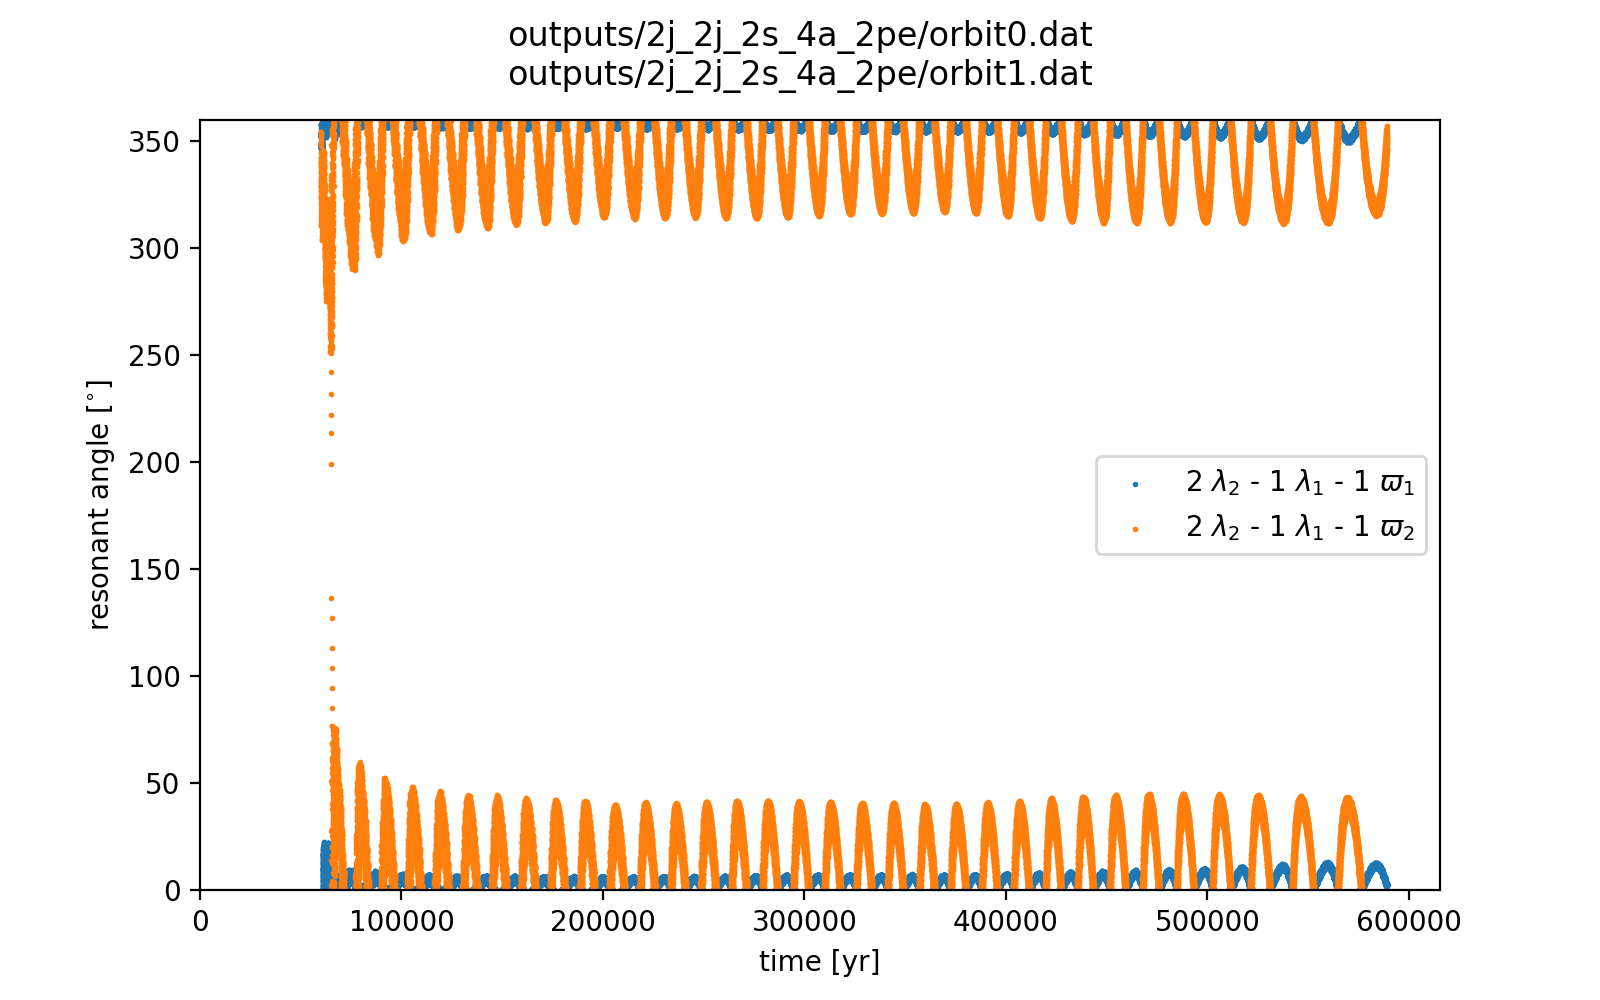 outputs/2j_2j_2s_4a_2pe/orbit0.dat
outputs/2j_2j_2s_4a_2pe/orbit1.dat
350
300
250
200
150
100
50
0
resonant angle [°]
2 λ₂ - 1 λ₁ - 1 ϖ₁
2 λ₂ - 1 λ₁ - 1 ϖ₂
0 100000 200000 300000 400000 500000 600000
time [yr]